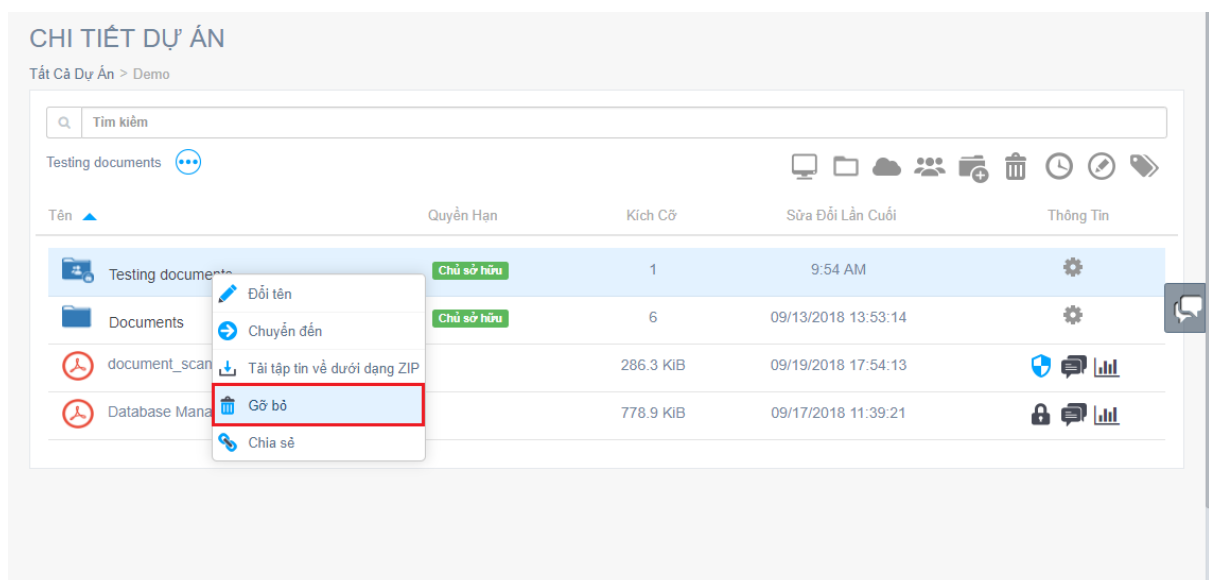 CHI TIẾT DỰ ÁN
Tất Cả Dự Án > Demo
Tìm kiếm
Testing documents
Tên Quyền Hạn Kích Cỡ Sửa Đổi Lần Cuối Thông Tin
Testing documents Chủ sở hữu 1 9:54 AM
Đổi tên
Documents Chủ sở hữu 6 09/13/2018 13:53:14
Chuyển đến
document_scan 286.3 KiB 09/19/2018 17:54:13
Tải tập tin về dưới dạng ZIP
Database Mana 778.9 KiB 09/17/2018 11:39:21
Gỡ bỏ
Chia sẻ